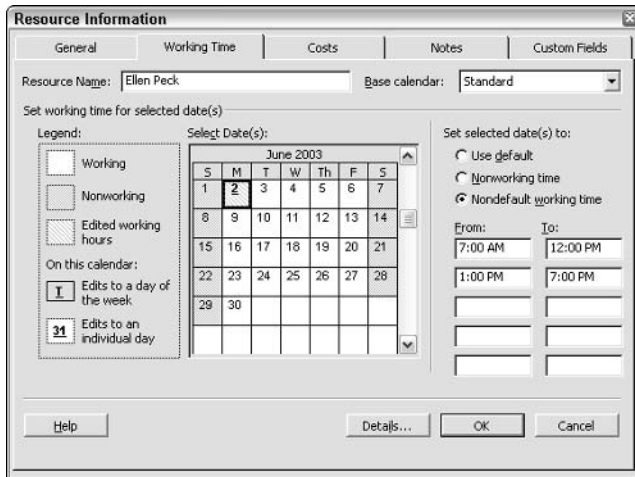 Resource Information
General Working Time Costs Notes Custom Fields
Resource Name: Ellen Peck Base calendar: Standard
Set working time for selected date(s)
Legend:
Working
Nonworking
Edited working
hours
On this calendar:
I Edits to a day of
the week
31 Edits to an
individual day
Select Date(s):
June 2003
S M T W Th F S
1 2 3 4 5 6 7
8 9 10 11 12 13 14
15 16 17 18 19 20 21
22 23 24 25 26 27 28
29 30
Set selected date(s) to:
Use default
Nonworking time
Nondefault working time
From: To:
7:00 AM 12:00 PM
1:00 PM 7:00 PM
Help Details... OK Cancel